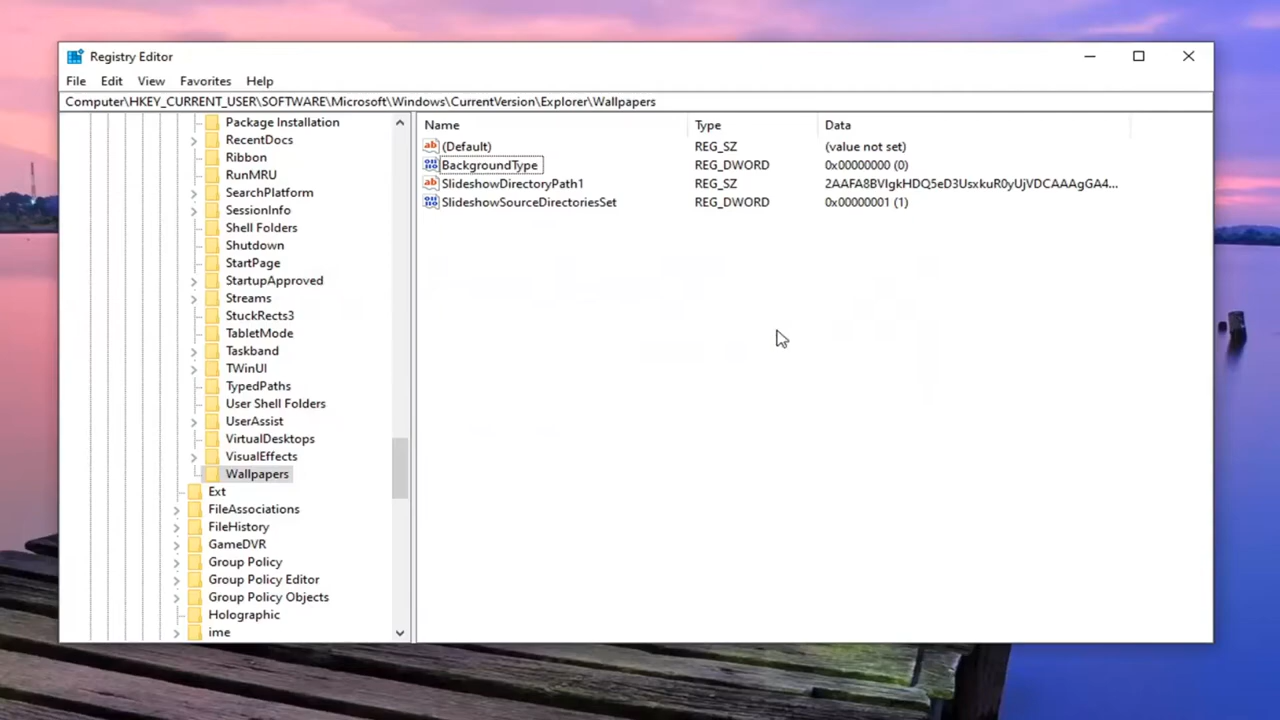 Registry Editor
File Edit View Favorites Help
Computer\HKEY_CURRENT_USER\SOFTWARE\Microsoft\Windows\CurrentVersion\Explorer\Wallpapers
Package Installation
RecentDocs
Ribbon
RunMRU
SearchPlatform
SessionInfo
Shell Folders
Shutdown
StartPage
StartupApproved
Streams
StuckRects3
TabletMode
Taskband
TWinUI
TypedPaths
User Shell Folders
UserAssist
VirtualDesktops
VisualEffects
Wallpapers
Ext
FileAssociations
FileHistory
GameDVR
Group Policy
Group Policy Editor
Group Policy Objects
Holographic
ime
Name Type Data
(Default) REG_SZ (value not set)
BackgroundType REG_DWORD 0x00000000 (0)
SlideshowDirectoryPath1 REG_SZ 2AAFA8BVIgkHDQ5eD3UsxkuR0yUjVDCAAAgGA4...
SlideshowSourceDirectoriesSet REG_DWORD 0x00000001 (1)